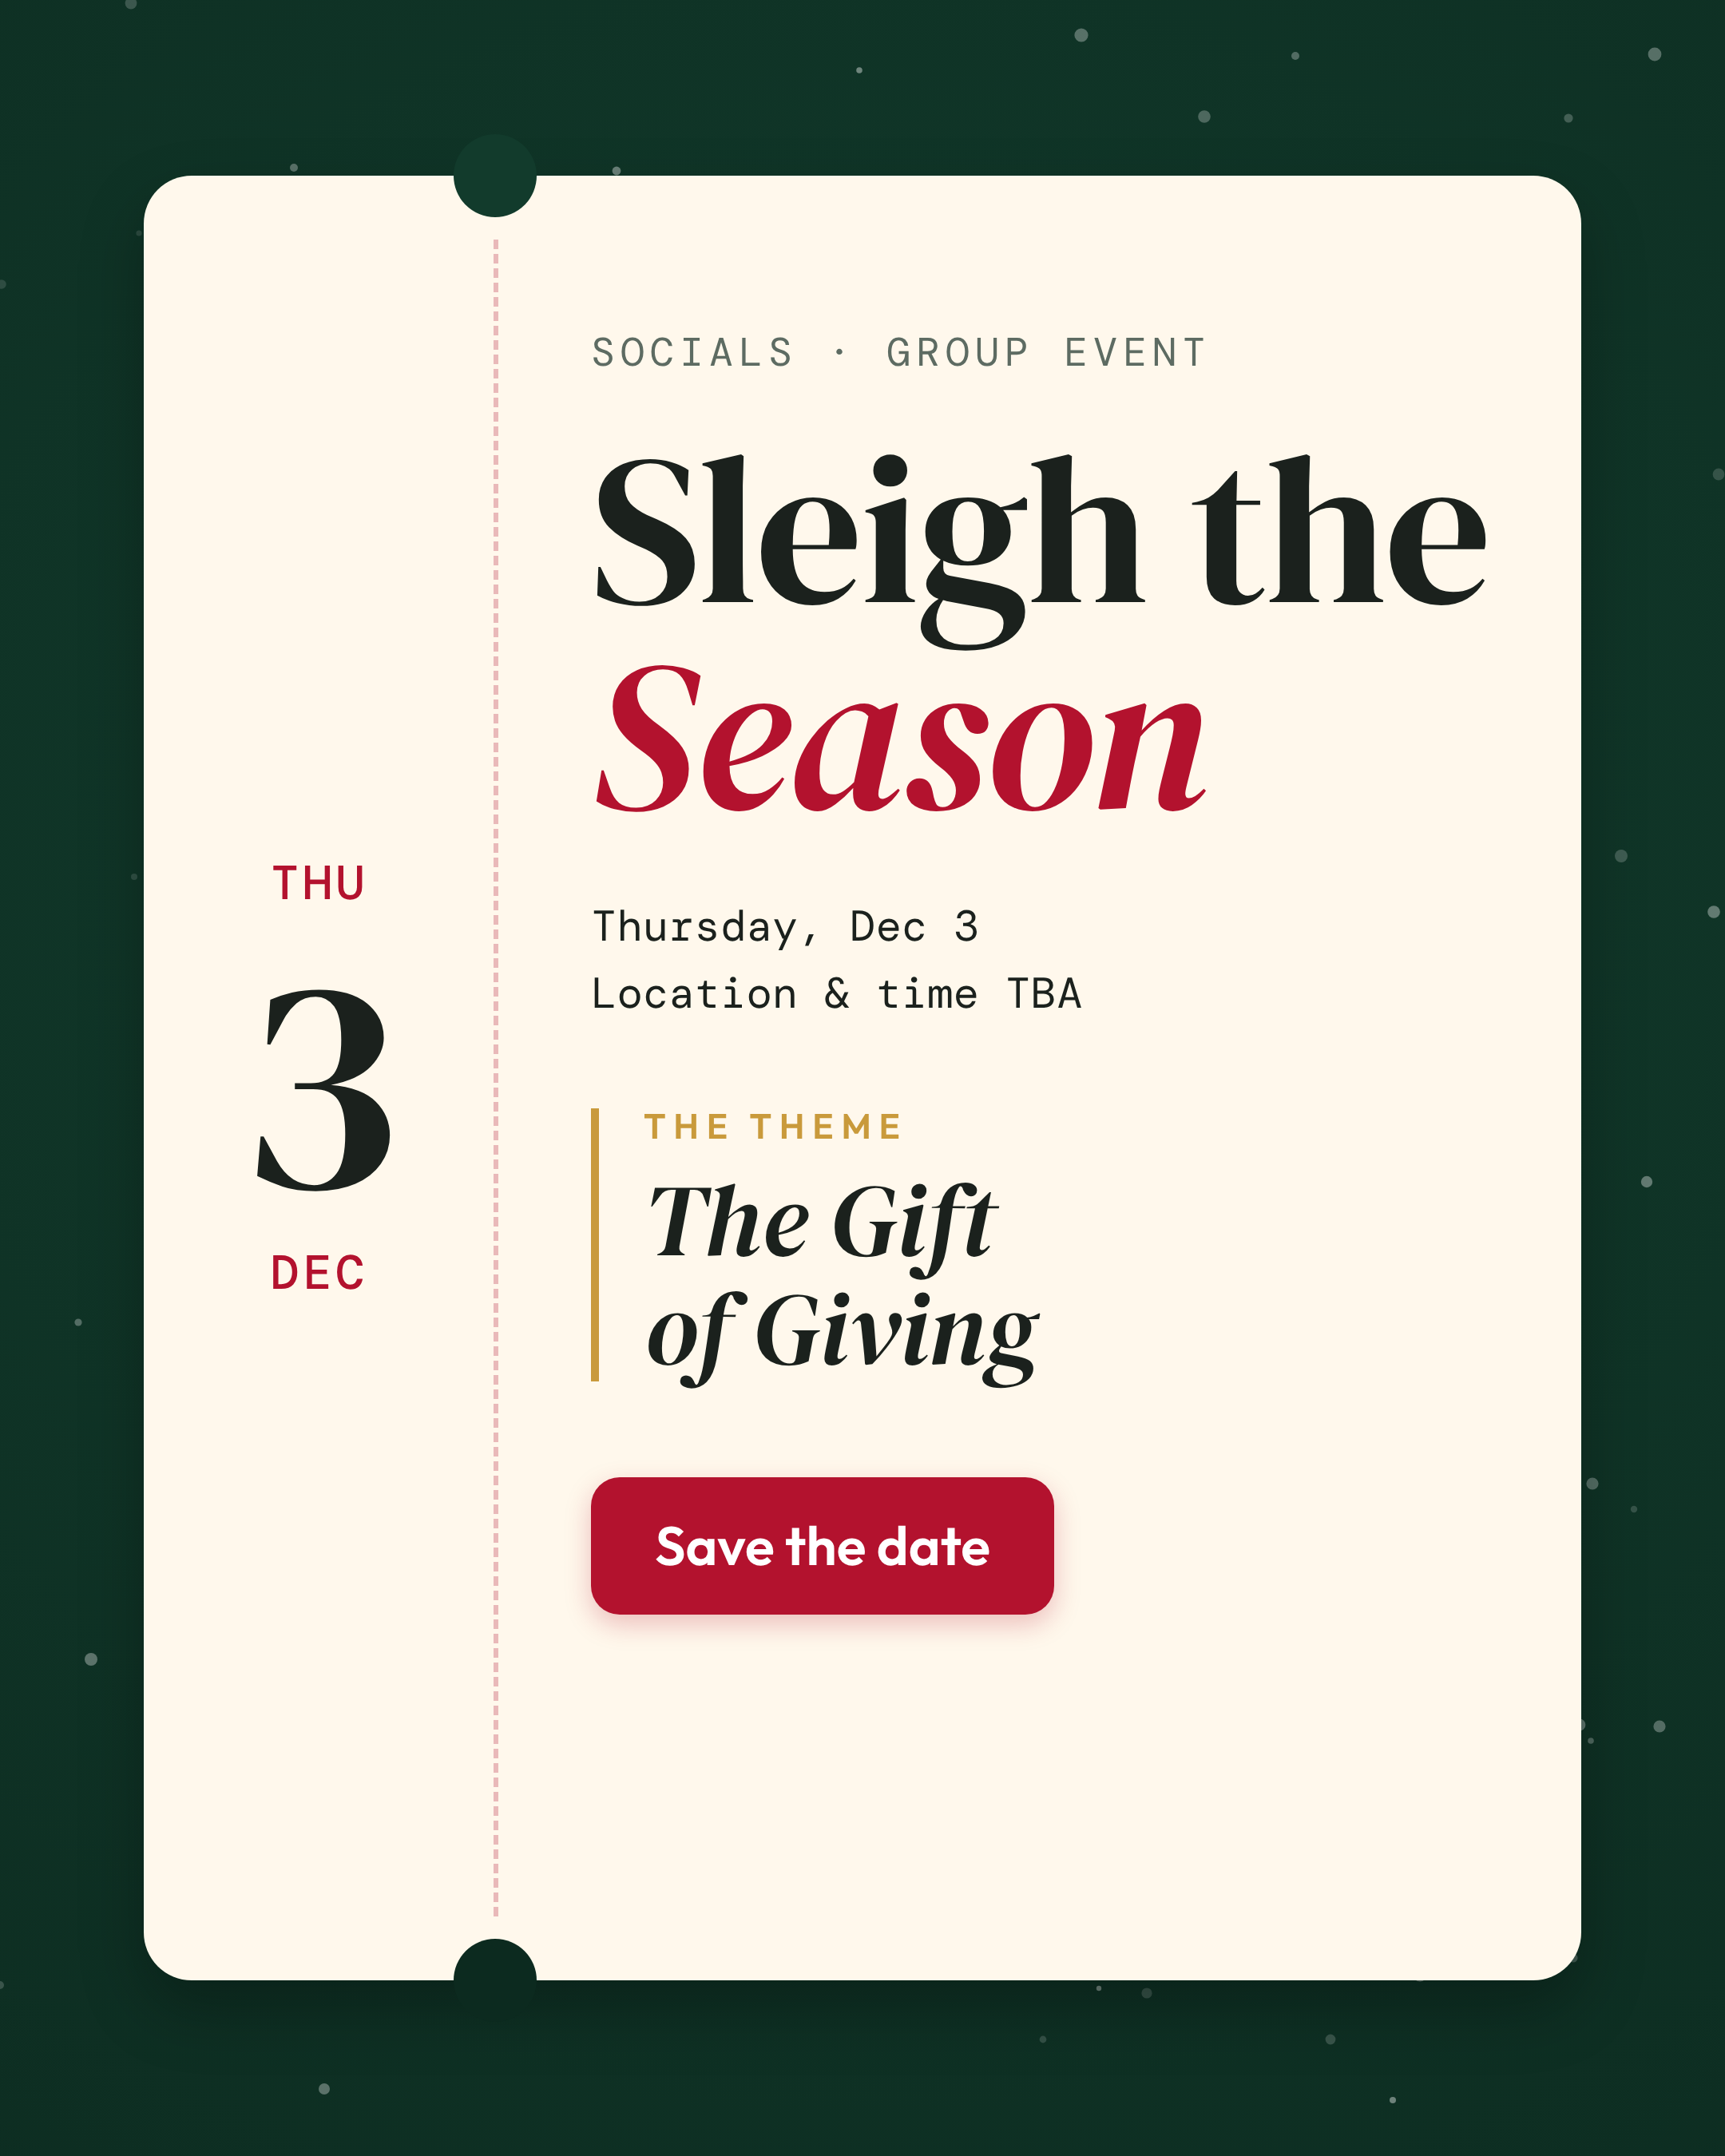 THU
3
DEC
SOCIALS · GROUP EVENT
Sleigh the
Season
Thursday, Dec 3
Location & time TBA
THE THEME
The Gift
of Giving
Save the date